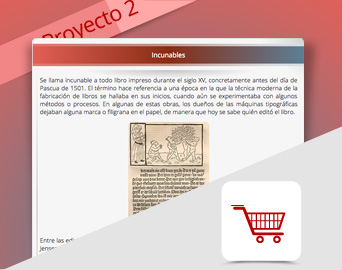 Proyecto 2
Incunables
Se llama incunable a todo libro impreso durante el siglo XV, concretamente antes del día de
Pascua de 1501. El término hace referencia a una época en la que la técnica moderna de la
fabricación de libros se hallaba en sus inicios, cuando aún se experimentaba con algunos
métodos o procesos. En algunas de estas obras, los dueños de las máquinas tipográficas
dejaban alguna marca o filigrana en el papel, de manera que hoy se sabe quién editó el libro.
Entre las